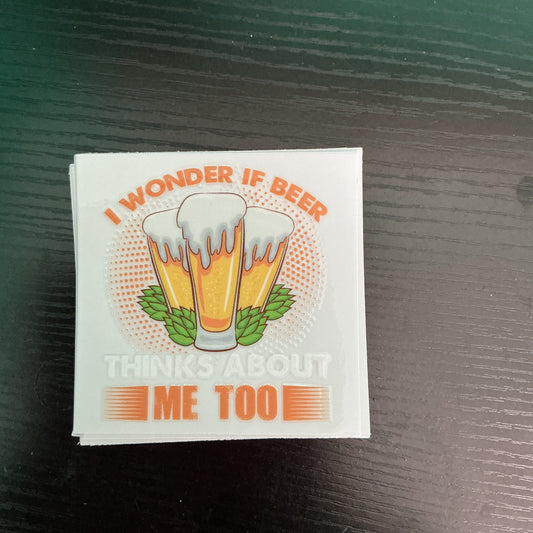 I WONDER IF BEER
THINKS ABOUT
ME TOO